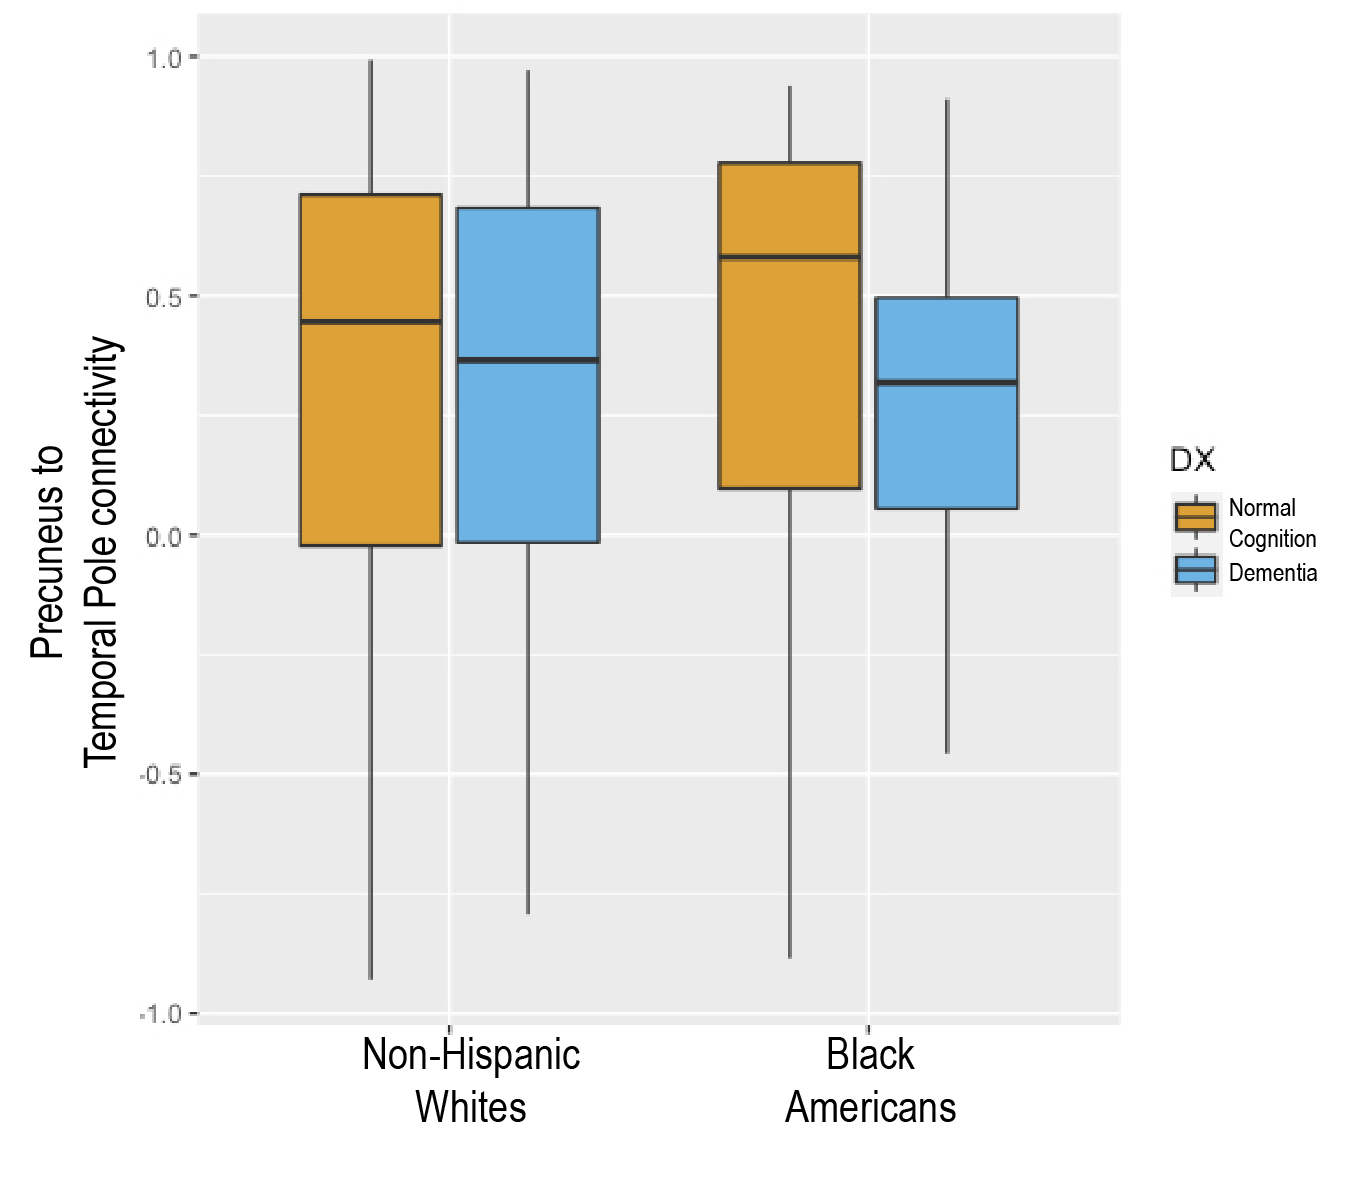 Precuneus to
Temporal Pole connectivity
1.0
0.5
0.0
-0.5
-1.0
Non-Hispanic
Whites
Black
Americans
DX
Normal
Cognition
Dementia